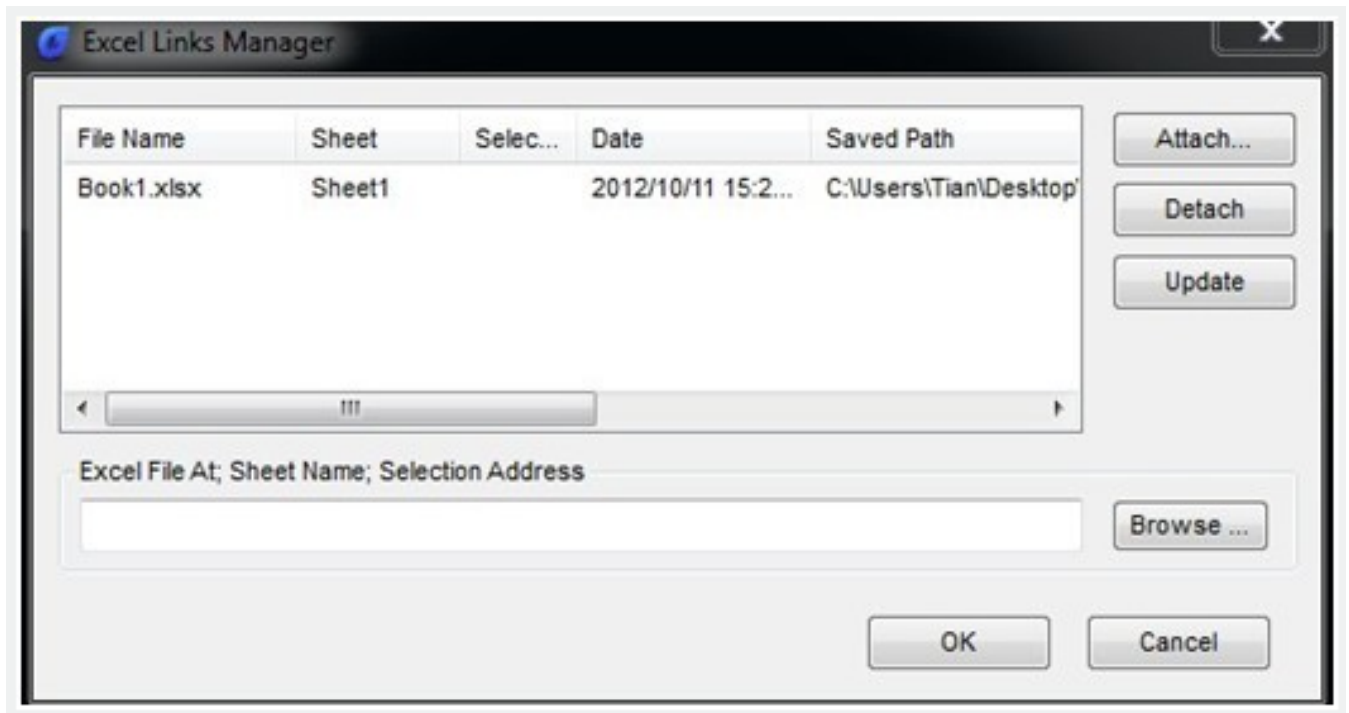 Excel Links Manager
File Name Sheet Selec... Date Saved Path
Book1.xlsx Sheet1 2012/10/11 15:2... C:\Users\Tian\Desktop\
Attach...
Detach
Update
Excel File At; Sheet Name; Selection Address
Browse ...
OK Cancel